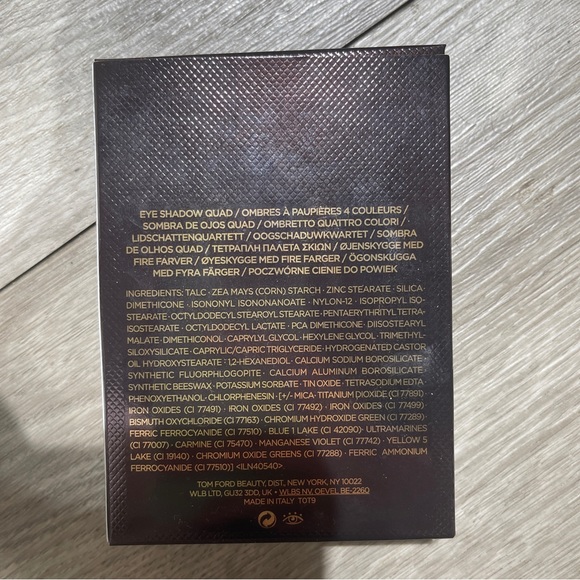 EYE SHADOW QUAD / OMBRES À PAUPIÈRES 4 COULEURS /
SOMBRA DE OJOS QUAD / OMBRETTO QUATTRO COLORI /
LIDSCHATTENQUARTETT / OOGSCHADUWKWARTET / SOMBRA
DE OLHOS QUAD / ΤΕΤΡΑΠΛΗ ΠΑΛΕΤΑ ΣΚΙΩΝ / ØJENSKYGGE MED
FIRE FARVER / ØYESKYGGE MED FIRE FARGER / ÖGONSKUGGA
MED FYRA FÄRGER / POCZWÓRNE CIENIE DO POWIEK
INGREDIENTS: TALC · ZEA MAYS (CORN) STARCH · ZINC STEARATE · SILICA ·
DIMETHICONE · ISONONYL ISONONANOATE · NYLON-12 · ISOPROPYL ISO-
STEARATE · OCTYLDODECYL STEAROYL STEARATE · PENTAERYTHRITYL TETRA-
ISOSTEARATE · OCTYLDODECYL LACTATE · PCA DIMETHICONE · DIISOSTEARYL
MALATE · DIMETHICONOL · CAPRYLYL GLYCOL · HEXYLENE GLYCOL · TRIMETHYL-
SILOXYSILICATE · CAPRYLIC/CAPRIC TRIGLYCERIDE · HYDROGENATED CASTOR
OIL HYDROXYSTEARATE · 1,2-HEXANEDIOL · CALCIUM SODIUM BOROSILICATE ·
SYNTHETIC FLUORPHLOGOPITE · CALCIUM ALUMINUM BOROSILICATE ·
SYNTHETIC BEESWAX · POTASSIUM SORBATE · TIN OXIDE · TETRASODIUM EDTA ·
PHENOXYETHANOL · CHLORPHENESIN · [+/- MICA · TITANIUM DIOXIDE (CI 77891) ·
IRON OXIDES (CI 77491) · IRON OXIDES (CI 77492) · IRON OXIDES (CI 77499) ·
BISMUTH OXYCHLORIDE (CI 77163) · CHROMIUM HYDROXIDE GREEN (CI 77289) ·
FERRIC FERROCYANIDE (CI 77510) · BLUE 1 LAKE (CI 42090) · ULTRAMARINES
(CI 77007) · CARMINE (CI 75470) · MANGANESE VIOLET (CI 77742) · YELLOW 5
LAKE (CI 19140) · CHROMIUM OXIDE GREENS (CI 77288) · FERRIC AMMONIUM
FERROCYANIDE (CI 77510)] <ILN40540>
TOM FORD BEAUTY, DIST., NEW YORK, NY 10022
WLB LTD, GU32 3DD, UK · WLBS NV. OEVEL BE-2260
MADE IN ITALY T0T9